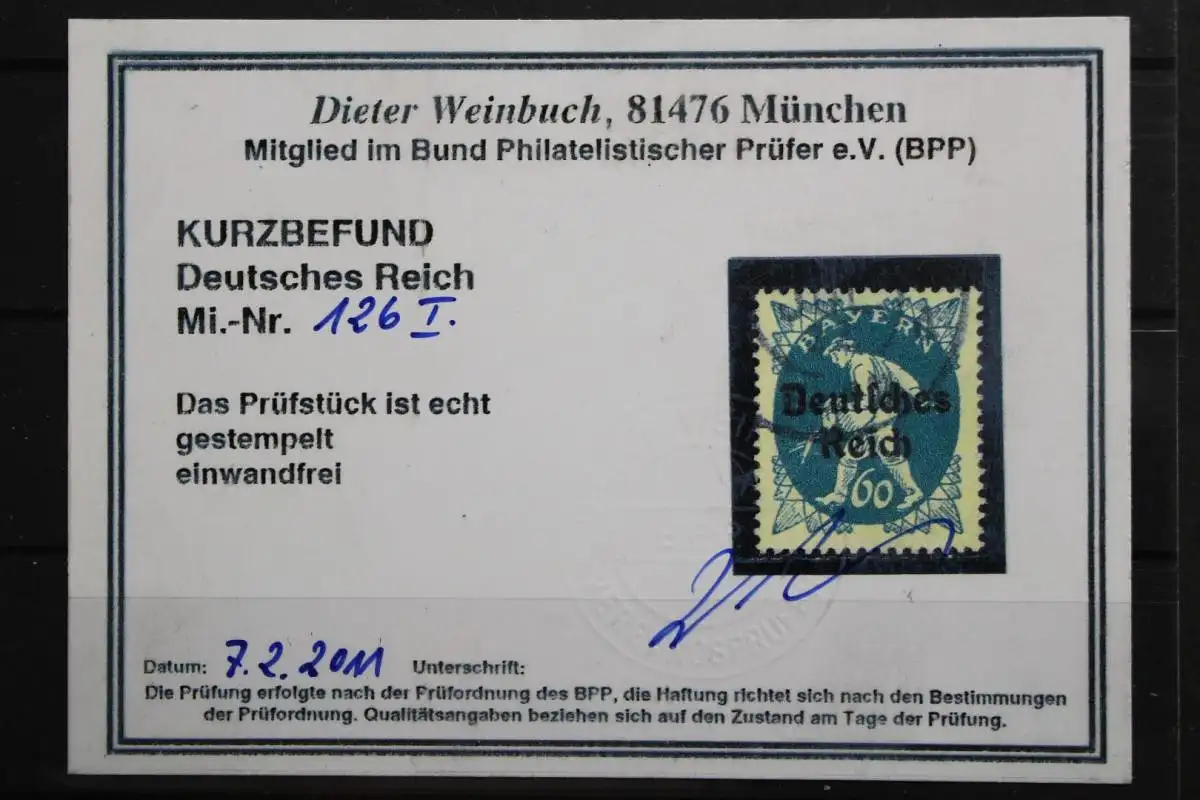 Dieter Weinbuch, 81476 München
Mitglied im Bund Philatelistischer Prüfer e.V. (BPP)
KURZBEFUND
Deutsches Reich
Mi.-Nr. 126 I.
Das Prüfstück ist echt
gestempelt
einwandfrei
BAYERN
Deutſches
Reich
60
Datum: 7.2.2011 Unterschrift:
Die Prüfung erfolgte nach der Prüfordnung des BPP, die Haftung richtet sich nach den Bestimmungen
der Prüfordnung. Qualitätsangaben beziehen sich auf den Zustand am Tage der Prüfung.